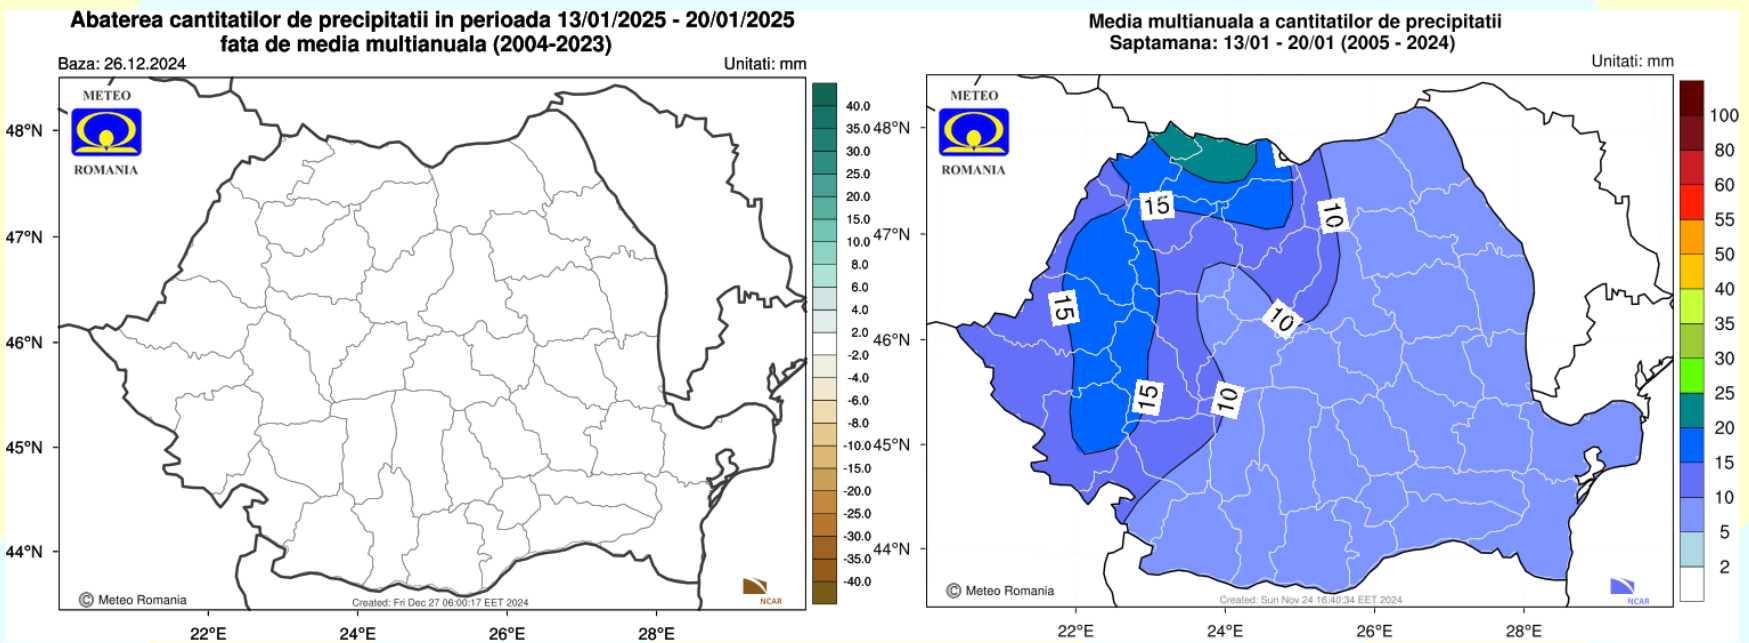 Abaterea cantitatilor de precipitatii in perioada 13/01/2025 - 20/01/2025
fata de media multianuala (2004-2023)
Baza: 26.12.2024
Unitati: mm
METEO
ROMANIA
48°N
47°N
46°N
45°N
44°N
22°E
24°E
26°E
28°E
40.0
35.0
30.0
25.0
20.0
15.0
10.0
8.0
6.0
4.0
2.0
-2.0
-4.0
-6.0
-8.0
-10.0
-15.0
-20.0
-25.0
-30.0
-35.0
-40.0
© Meteo Romania
Created: Fri Dec 27 06:00:17 EET 2024
NCAR
Media multianuala a cantitatilor de precipitatii
Saptamana: 13/01 - 20/01 (2005 - 2024)
Unitati: mm
METEO
ROMANIA
48°N
47°N
46°N
45°N
44°N
22°E
24°E
26°E
28°E
15
10
15
10
15
10
100
80
60
55
50
40
35
30
25
20
15
10
5
2
© Meteo Romania
Created: Sun Nov 24 16:40:34 EET 2024
NCAR